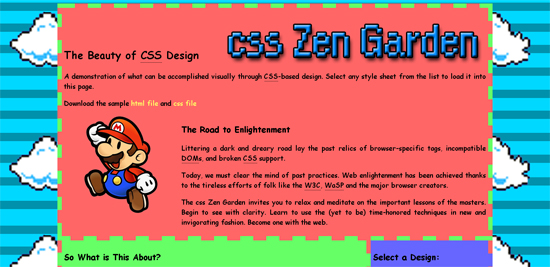 css Zen Garden
The Beauty of CSS Design
A demonstration of what can be accomplished visually through CSS-based design. Select any style sheet from the list to load it into
this page.
Download the sample html file and css file
The Road to Enlightenment
Littering a dark and dreary road lay the past relics of browser-specific tags, incompatible
DOMs, and broken CSS support.
Today, we must clear the mind of past practices. Web enlightenment has been achieved thanks
to the tireless efforts of folk like the W3C, WaSP and the major browser creators.
The css Zen Garden invites you to relax and meditate on the important lessons of the masters.
Begin to see with clarity. Learn to use the (yet to be) time-honored techniques in new and
invigorating fashion. Become one with the web.
So What is This About?
Select a Design: